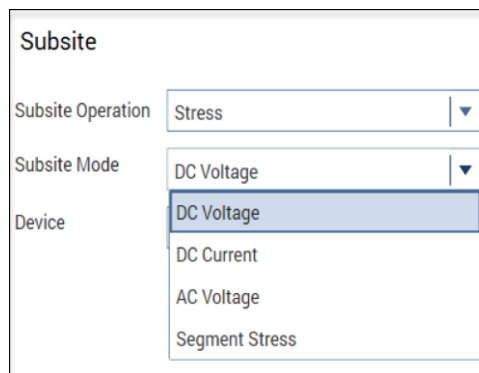 Subsite
Subsite Operation Stress
Subsite Mode DC Voltage
Device DC Voltage
DC Current
AC Voltage
Segment Stress